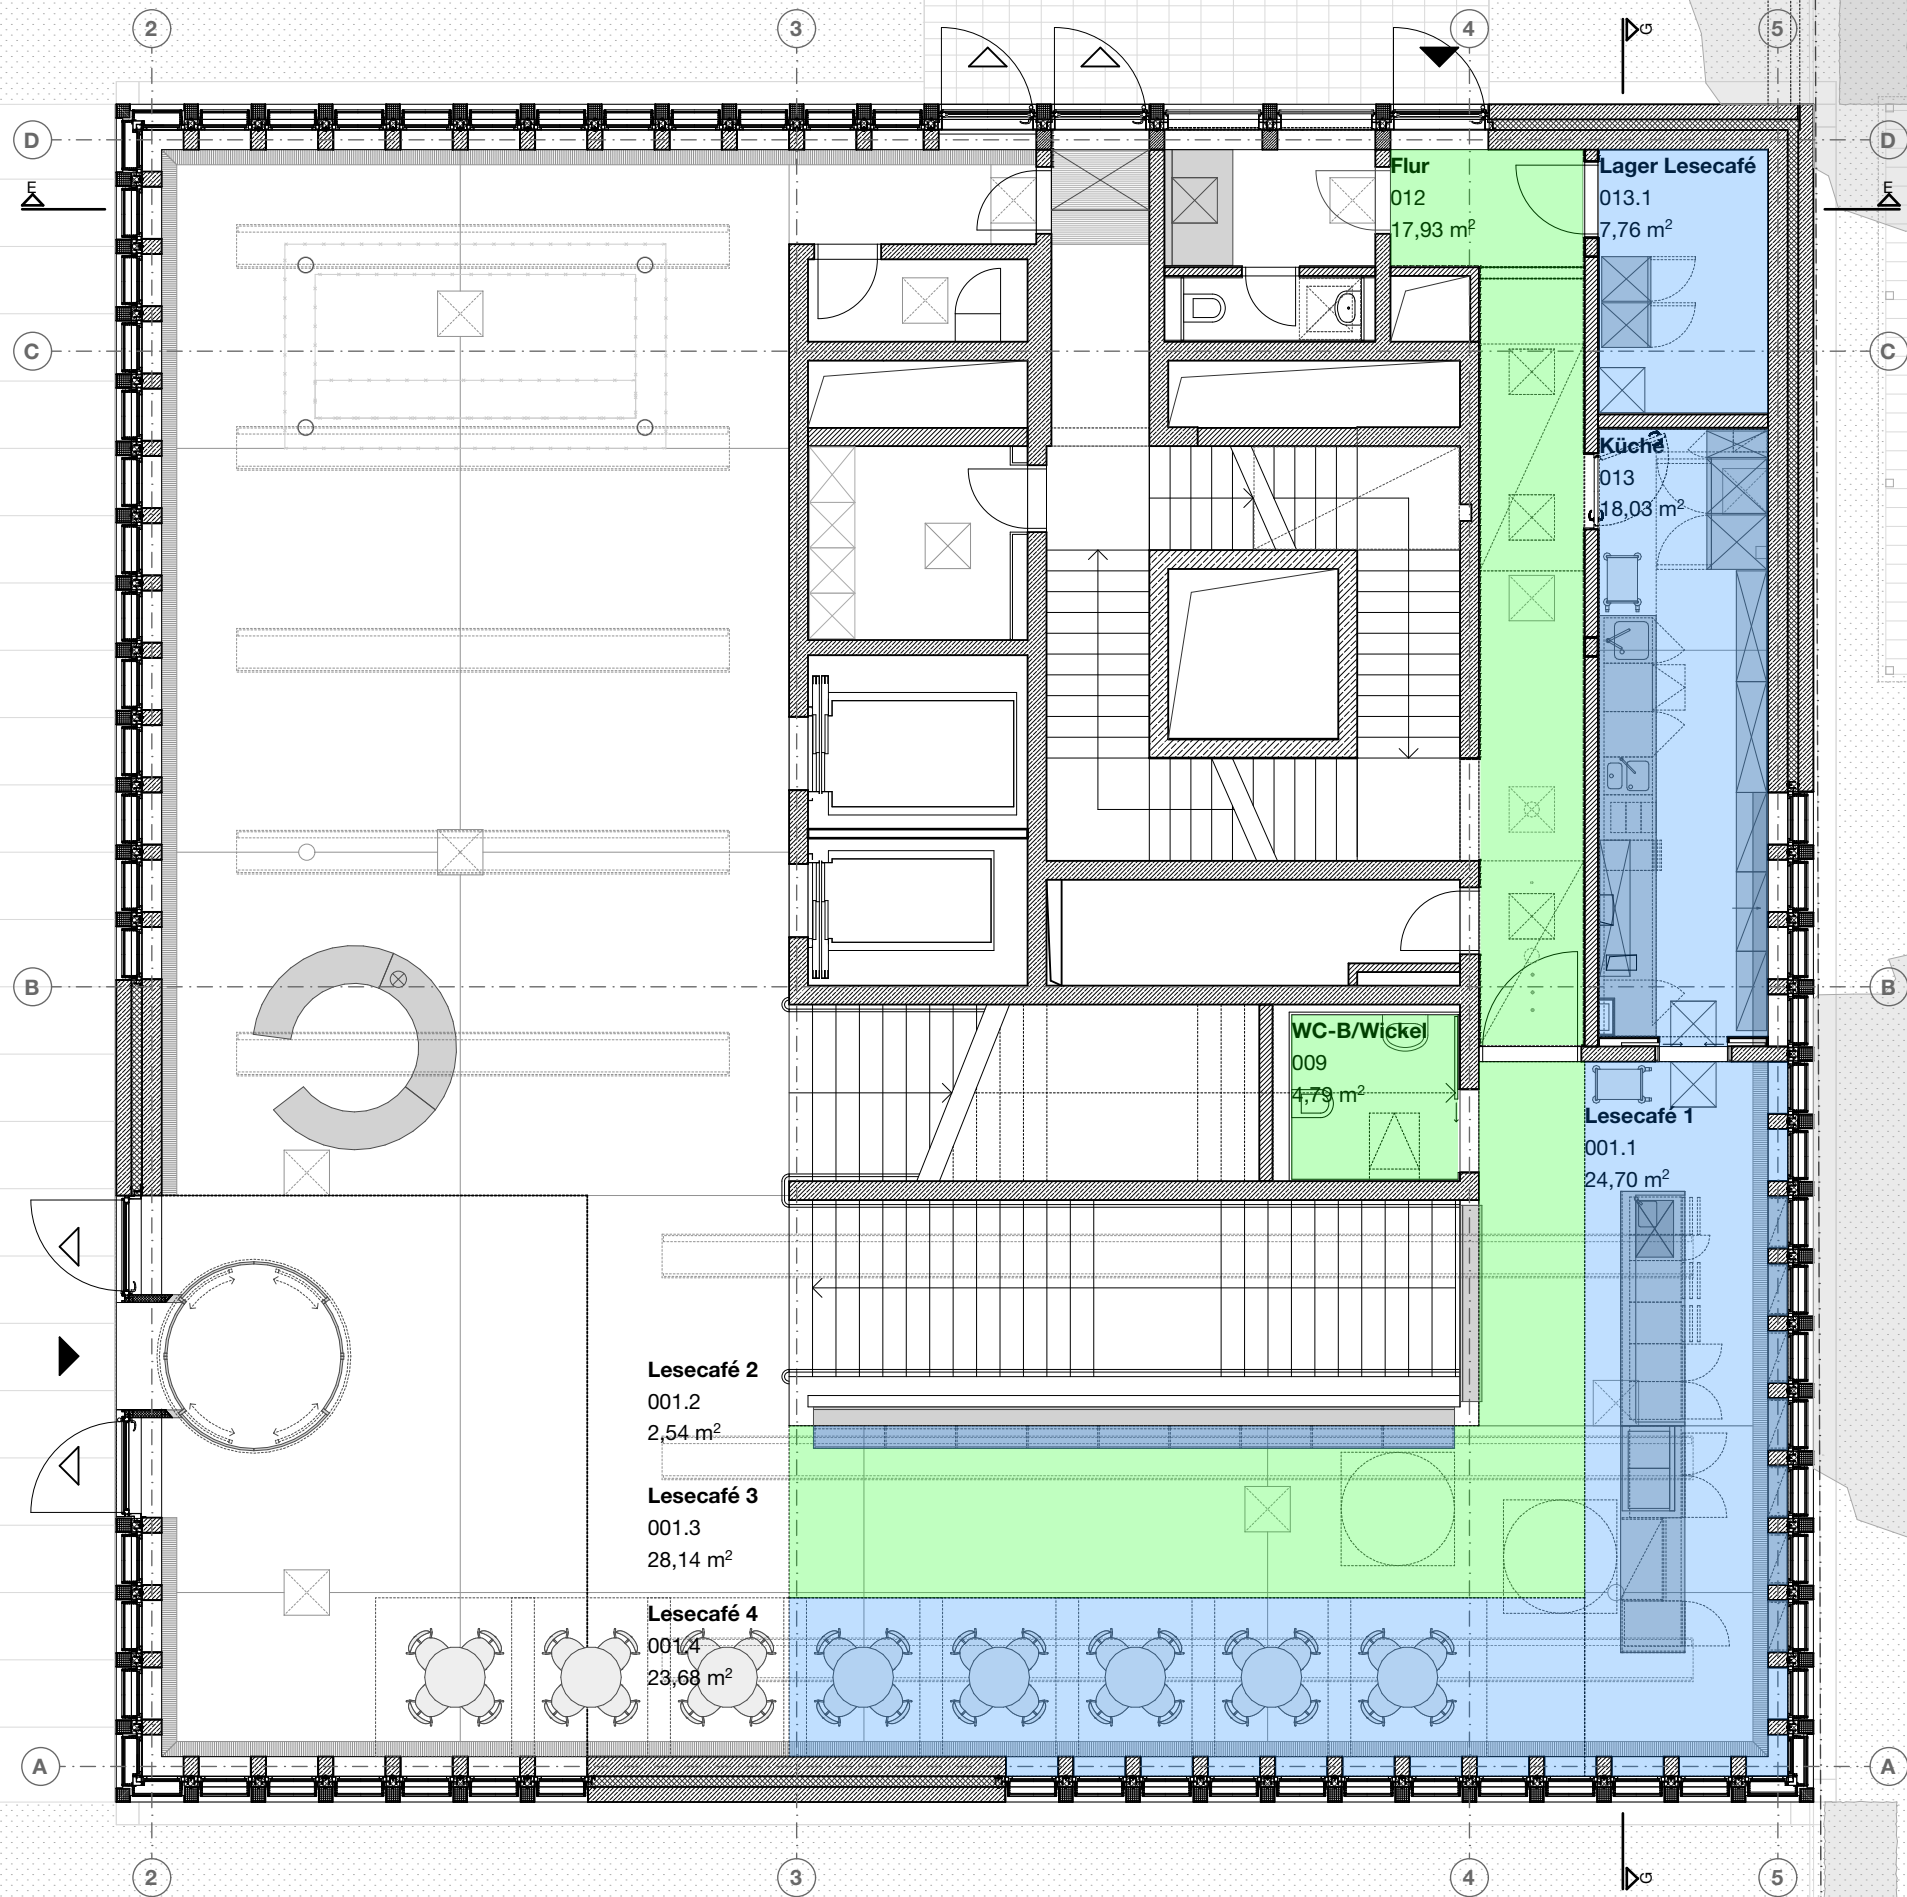 2
3
4
5
G
D
D
E
E
Flur
012
17,93 m²
Lager Lesecafé
013.1
7,76 m²
C
C
Küche
013
18,03 m²
B
B
WC-B/Wickel
009
4,79 m²
Lesecafé 1
001.1
24,70 m²
Lesecafé 2
001.2
2,54 m²
Lesecafé 3
001.3
28,14 m²
Lesecafé 4
001.4
23,68 m²
A
A
2
3
4
5
G